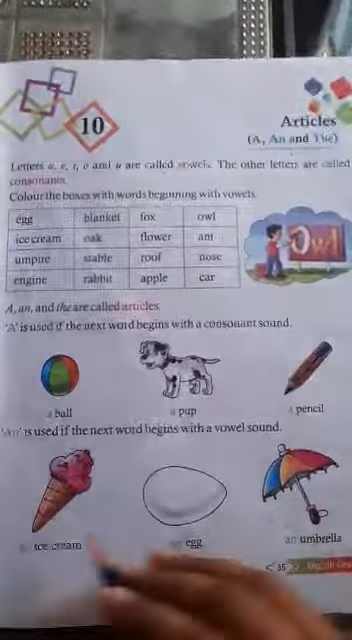 10
Articles
(A, An and The)
Letters a, e, i, o and u are called vowels. The other letters are called
consonants.
Colour the boxes with words beginning with vowels.
egg blanket fox owl
ice cream oak flower ant
umpire stable roof nose
engine rabbit apple car
Owl
A, an, and the are called articles.
'A' is used if the next word begins with a consonant sound.
a ball a pup a pencil
'An' is used if the next word begins with a vowel sound.
ice cream egg an umbrella
35 English